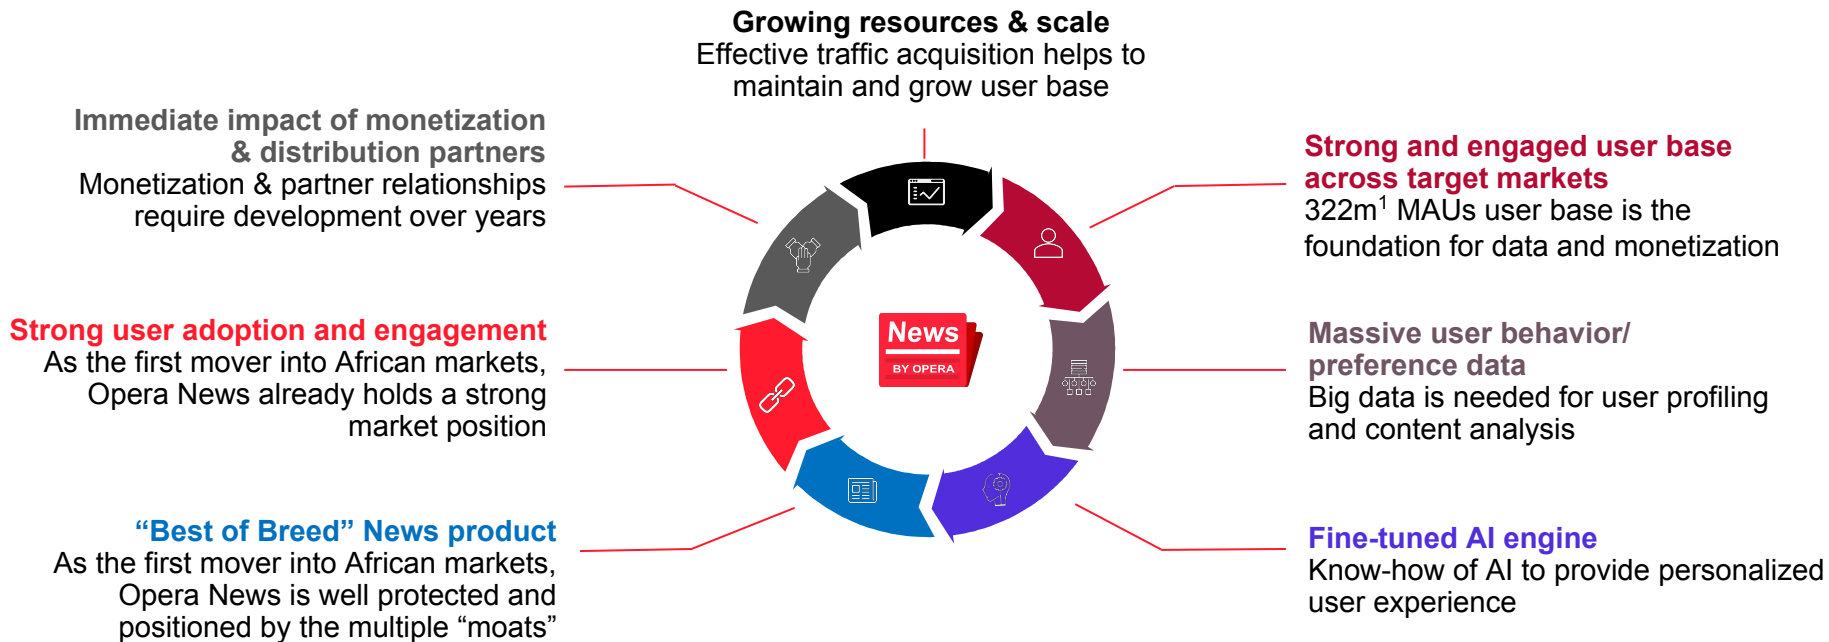 Growing resources & scale
Effective traffic acquisition helps to
maintain and grow user base
Immediate impact of monetization
& distribution partners
Monetization & partner relationships
require development over years
Strong and engaged user base
across target markets
322m¹ MAUs user base is the
foundation for data and monetization
Strong user adoption and engagement
As the first mover into African markets,
Opera News already holds a strong
market position
News
BY OPERA
Massive user behavior/
preference data
Big data is needed for user profiling
and content analysis
“Best of Breed” News product
As the first mover into African markets,
Opera News is well protected and
positioned by the multiple “moats”
Fine-tuned AI engine
Know-how of AI to provide personalized
user experience